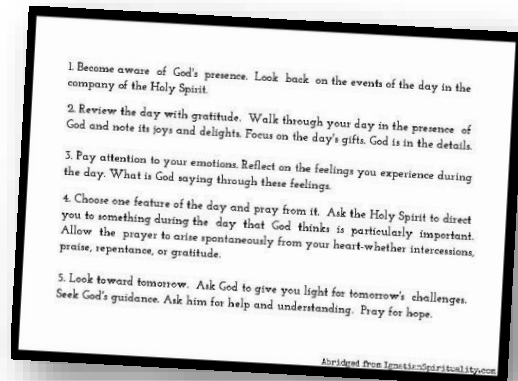 1. Become aware of God's presence. Look back on the events of the day in the
company of the Holy Spirit.
2. Review the day with gratitude. Walk through your day in the presence of
God and note its joys and delights. Focus on the day's gifts. God is in the details.
3. Pay attention to your emotions. Reflect on the feelings you experience during
the day. What is God saying through these feelings.
4. Choose one feature of the day and pray from it. Ask the Holy Spirit to direct
you to something during the day that God thinks is particularly important.
Allow the prayer to arise spontaneously from your heart-whether intercessions,
praise, repentance, or gratitude.
5. Look toward tomorrow. Ask God to give you light for tomorrow's challenges.
Seek God's guidance. Ask him for help and understanding. Pray for hope.
Abridged from IgnatianSpirituality.com